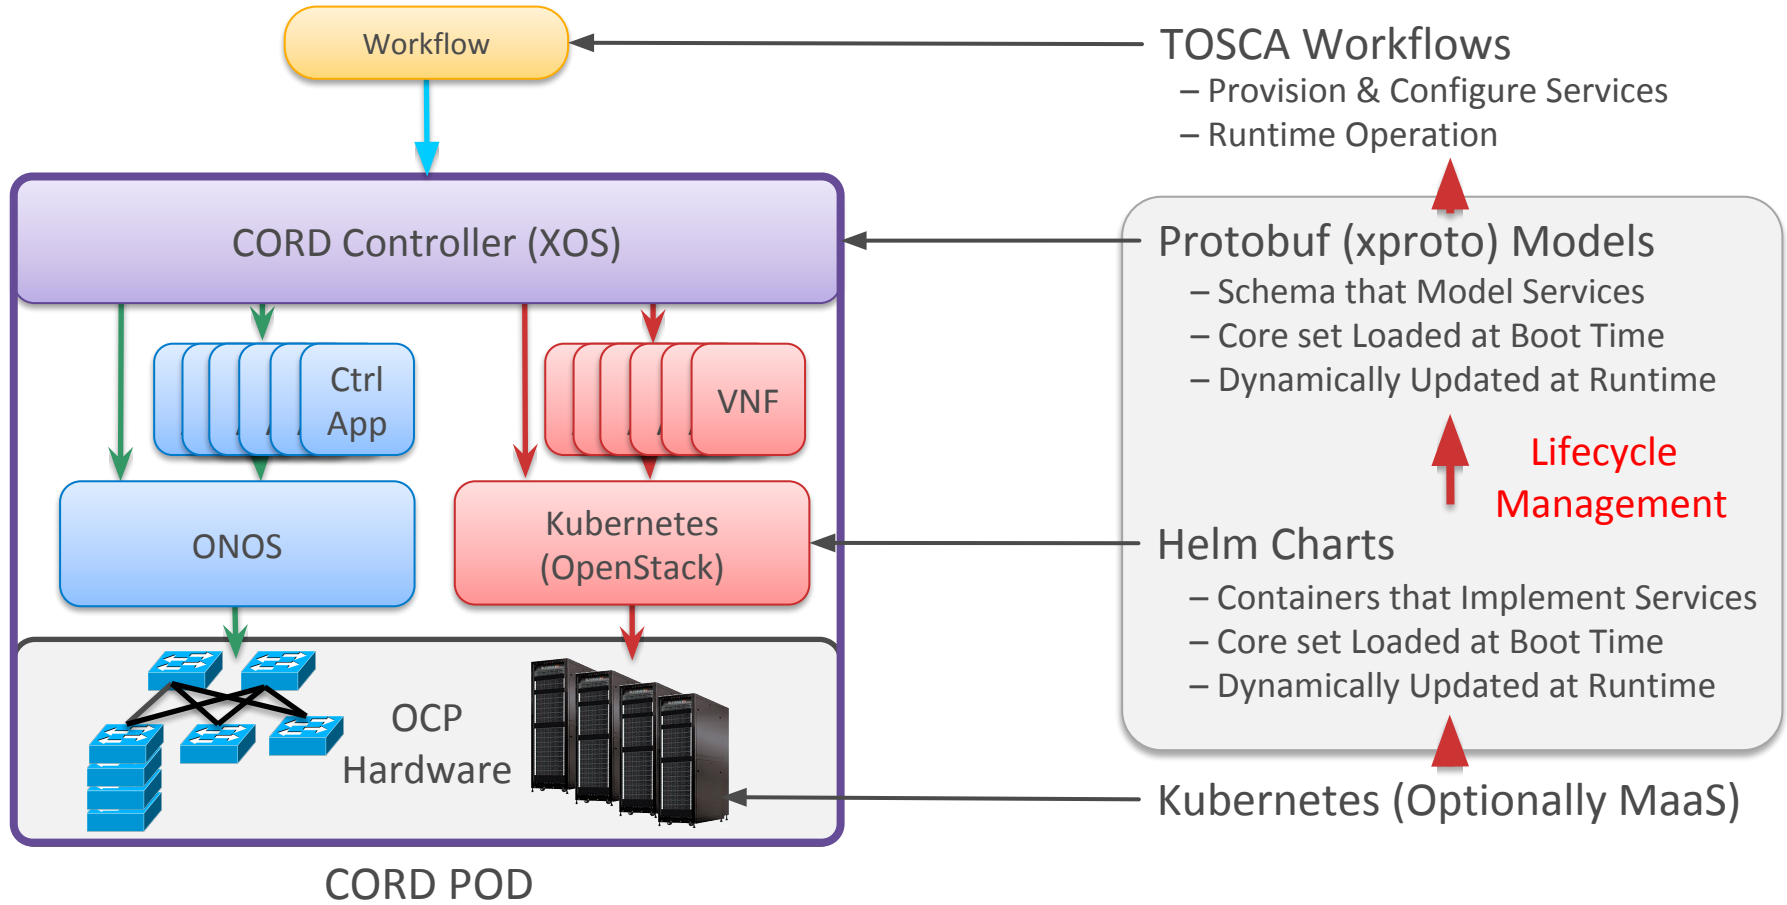 Workflow
CORD Controller (XOS)
Ctrl
App
VNF
ONOS
Kubernetes
(OpenStack)
OCP
Hardware
CORD POD
TOSCA Workflows
– Provision & Configure Services
– Runtime Operation
Protobuf (xproto) Models
– Schema that Model Services
– Core set Loaded at Boot Time
– Dynamically Updated at Runtime
Lifecycle
Management
Helm Charts
– Containers that Implement Services
– Core set Loaded at Boot Time
– Dynamically Updated at Runtime
Kubernetes (Optionally MaaS)